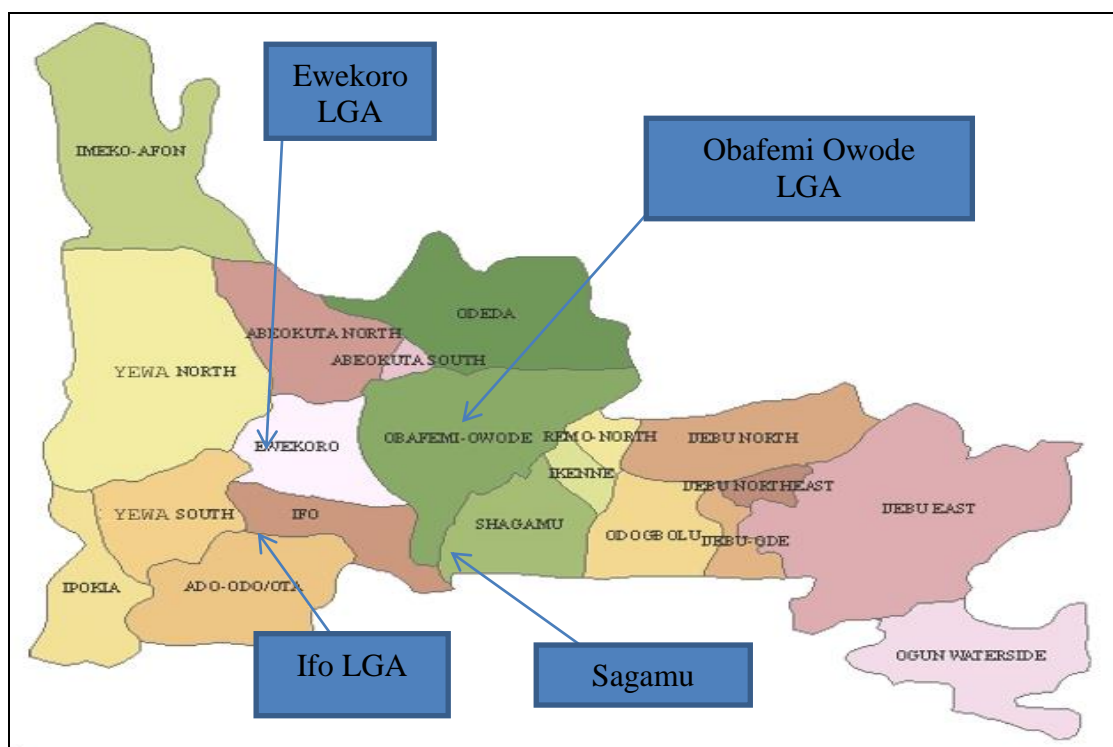 Ewekoro
LGA
Obafemi Owode
LGA
IMEKO-AFON
ODEDA
ABEOKUTA NORTH
ABEOKUTA SOUTH
YEWA NORTH
OBAFEMI-OWODE
REMO-NORTH
IJEBU NORTH
EWEKORO
IKENNE
IJEBU NORTHEAST
YEWA SOUTH
IFO
SHAGAMU
IJEBU EAST
ODOGBOLU
IJEBU-ODE
IPOKIA
ADO-ODO/OTA
OGUN WATERSIDE
Ifo LGA
Sagamu